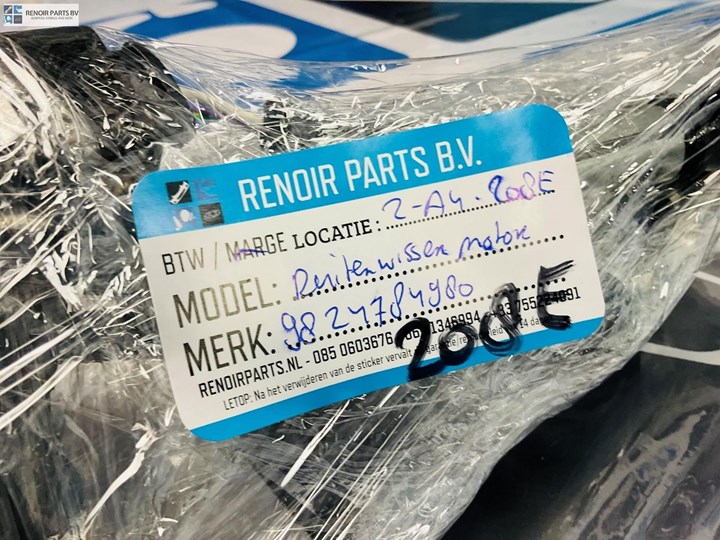 RENOIR PARTS BV
RENOIR PARTS B.V.
BTW / MARGE LOCATIE: 2-A4.208E
MODEL: Ruitenwisser motor
MERK: 9824784980
RENOIRPARTS.NL - 085 0603676
LETOP: Na het verwijderen van de sticker vervalt
208E